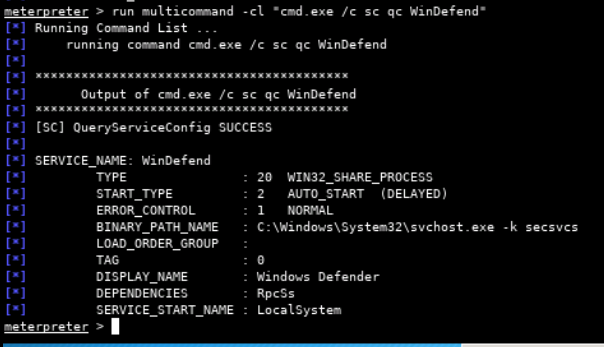 meterpreter > run multicommand -cl "cmd.exe /c sc qc WinDefend"
[*] Running Command List ...
[*]     running command cmd.exe /c sc qc WinDefend
[*]
[*] *****************************************
[*]       Output of cmd.exe /c sc qc WinDefend
[*] *****************************************
[*] [SC] QueryServiceConfig SUCCESS
[*]
[*] SERVICE_NAME: WinDefend
[*]         TYPE               : 20  WIN32_SHARE_PROCESS
[*]         START_TYPE         : 2   AUTO_START  (DELAYED)
[*]         ERROR_CONTROL      : 1   NORMAL
[*]         BINARY_PATH_NAME   : C:\Windows\System32\svchost.exe -k secsvcs
[*]         LOAD_ORDER_GROUP   :
[*]         TAG                : 0
[*]         DISPLAY_NAME       : Windows Defender
[*]         DEPENDENCIES       : RpcSs
[*]         SERVICE_START_NAME : LocalSystem
meterpreter >